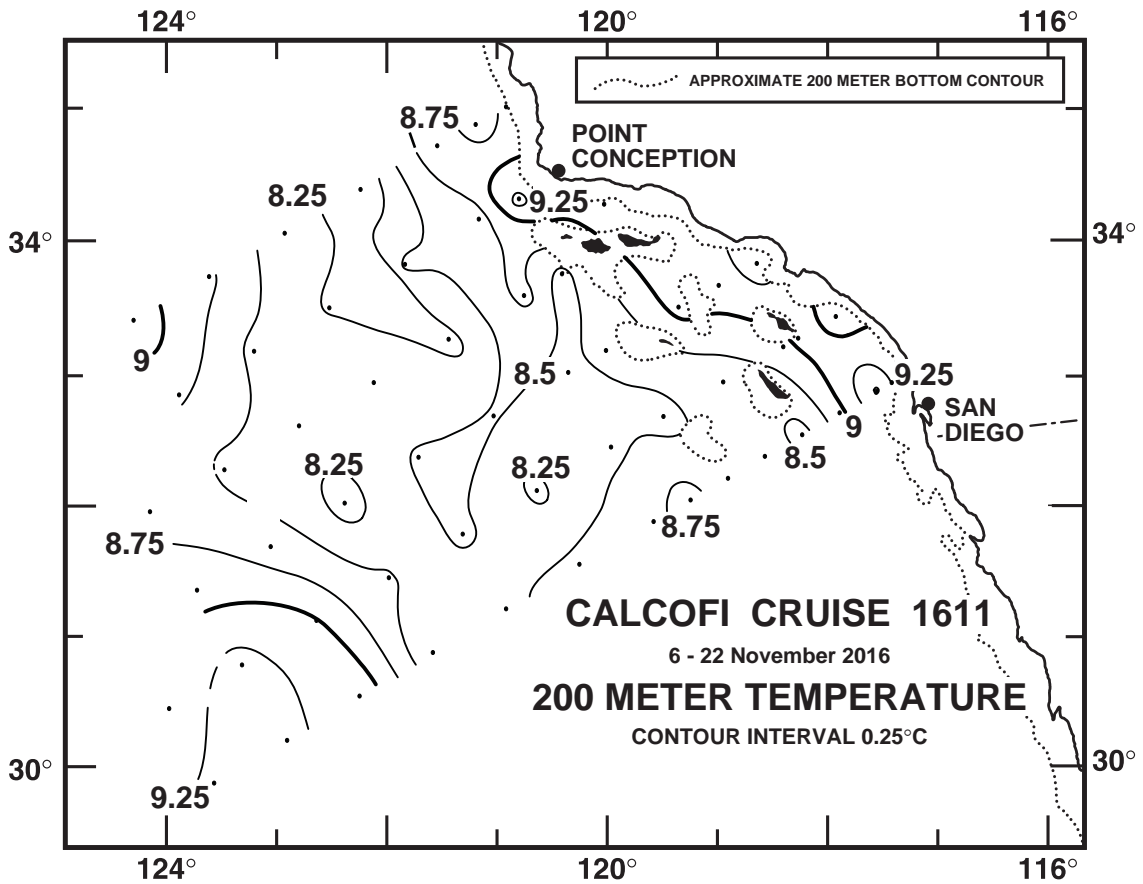 124° 120° 116°
APPROXIMATE 200 METER BOTTOM CONTOUR
8.75
POINT
CONCEPTION
8.25
9.25
34° 34°
9
8.5
9.25
SAN
DIEGO
9
8.5
8.25 8.25
8.75
8.75
CALCOFI CRUISE 1611
6 - 22 November 2016
200 METER TEMPERATURE
CONTOUR INTERVAL 0.25°C
30° 30°
9.25
124° 120° 116°